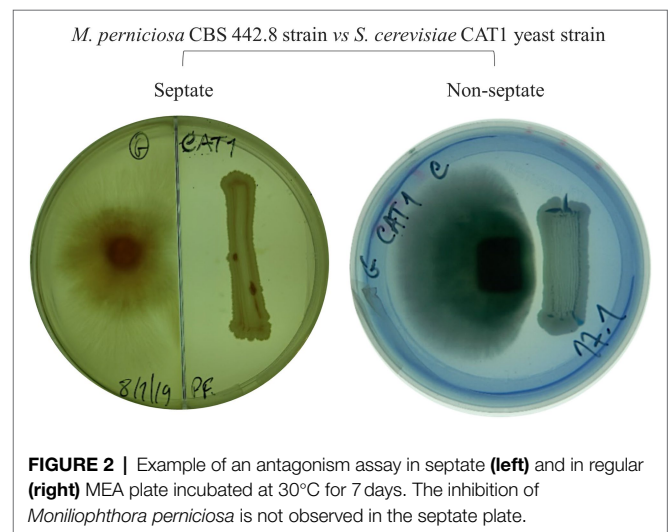 M. perniciosa CBS 442.8 strain vs S. cerevisiae CAT1 yeast strain
Septate
Non-septate
G CAT1
8/7/19 PF.
G CAT1 C
17.1
FIGURE 2 | Example of an antagonism assay in septate (left) and in regular
(right) MEA plate incubated at 30°C for 7 days. The inhibition of
Moniliophthora perniciosa is not observed in the septate plate.